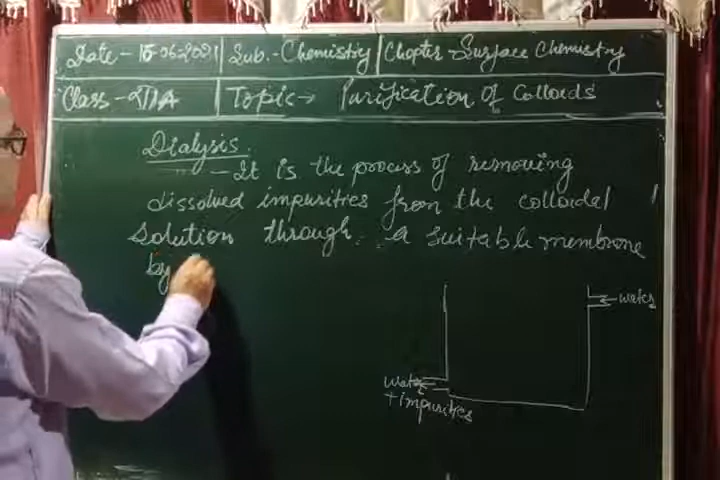 Date - 15-06-2021 Sub. - Chemistry Chapter - Surface Chemistry
Class - XIIA Topic → Purification Of Colloids
Dialysis.
- It is the process of removing
dissolved impurities from the colloidal
solution through a suitable membrane
by
← water
water
+ impurities